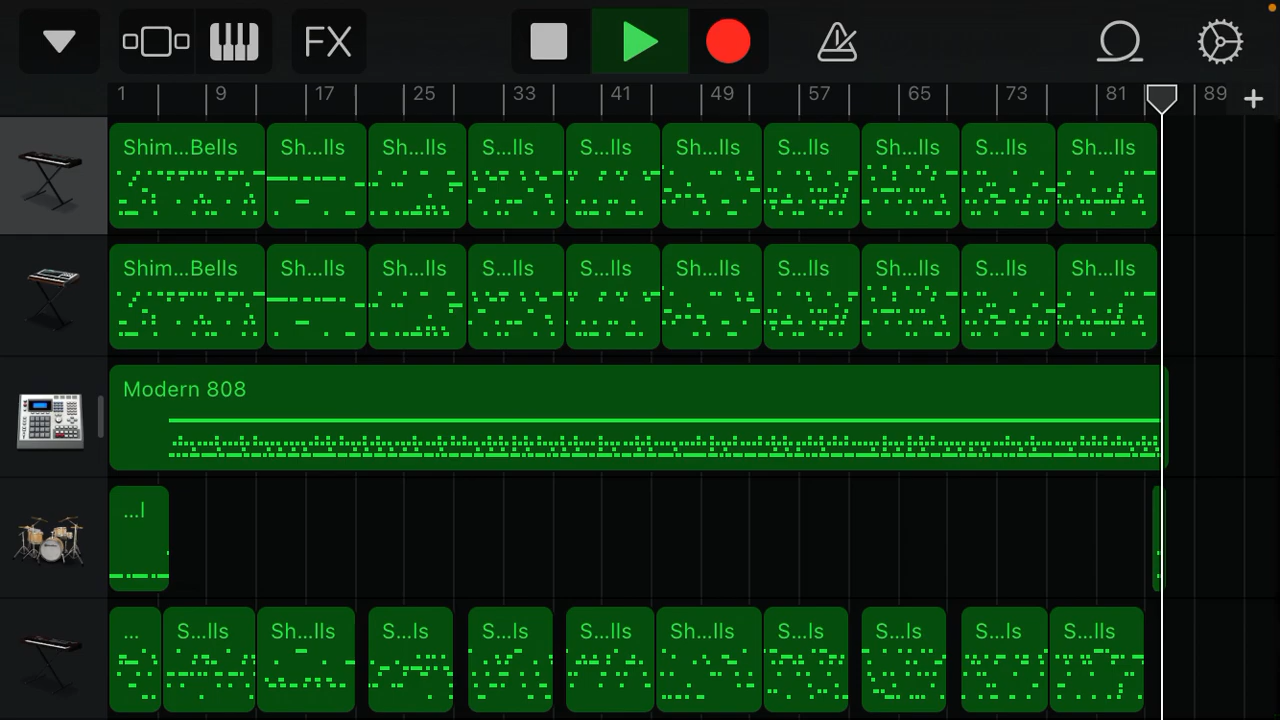 FX
1 9 17 25 33 41 49 57 65 73 81 89 +
Shim...Bells Sh...lls Sh...lls S...lls S...lls Sh...lls S...lls Sh...lls S...lls Sh...lls
Shim...Bells Sh...lls Sh...lls S...lls S...lls Sh...lls S...lls Sh...lls S...lls Sh...lls
Modern 808
...l
... S...lls Sh...lls S...ls S...ls S...lls Sh...lls S...ls S...ls S...ls S...lls